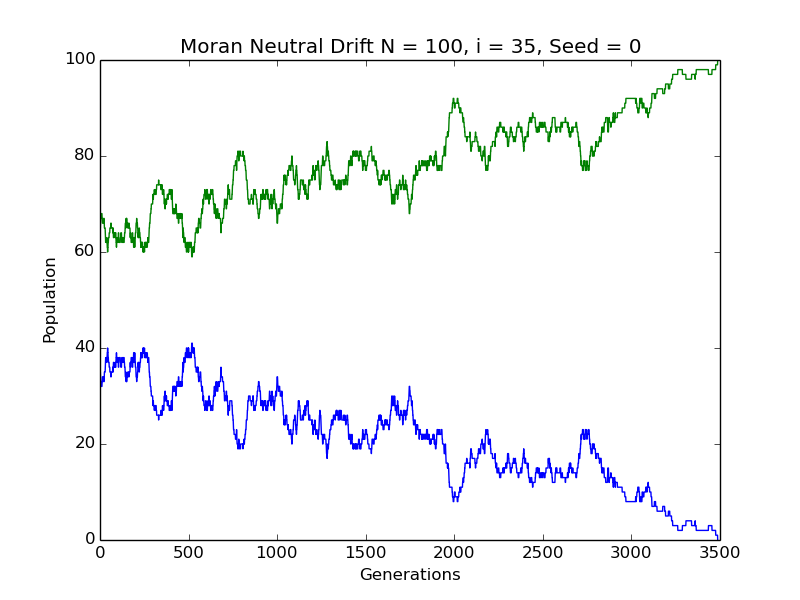 Moran Neutral Drift N = 100, i = 35, Seed = 0
100
80
60
40
20
0
Population
0 500 1000 1500 2000 2500 3000 3500
Generations